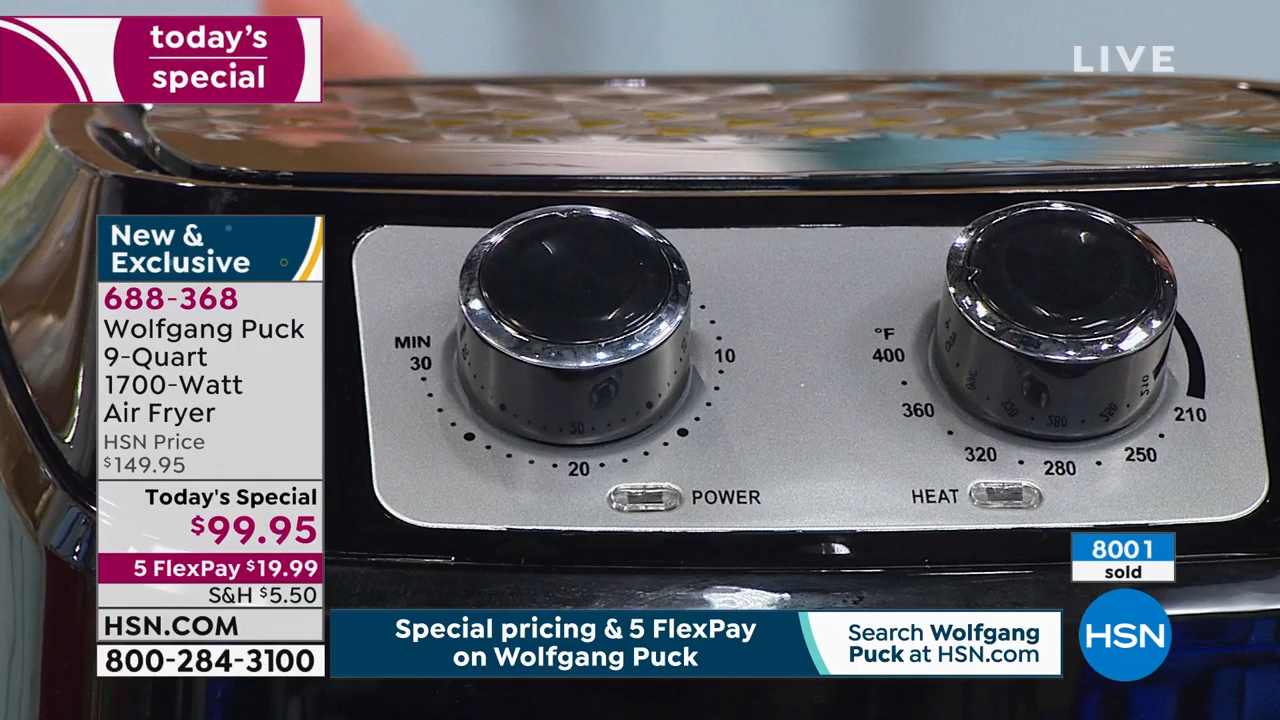 today's
special
LIVE
New &
Exclusive
688-368
Wolfgang Puck
9-Quart
1700-Watt
Air Fryer
HSN Price
$149.95
Today's Special
$99.95
5 FlexPay $19.99
S&H $5.50
HSN.COM
800-284-3100
MIN
30
10
20
POWER
°F
400
360
320
280
250
210
HEAT
8001
sold
Special pricing & 5 FlexPay
on Wolfgang Puck
Search Wolfgang
Puck at HSN.com
HSN